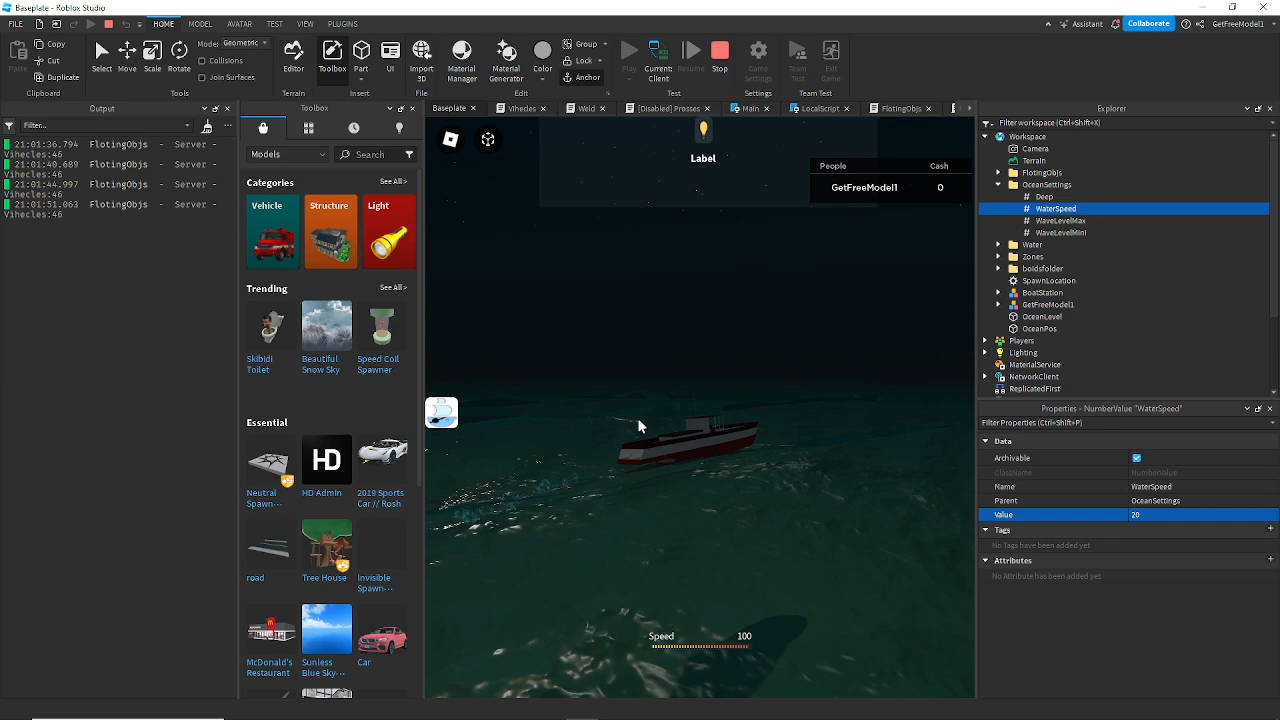 Baseplate - Roblox Studio
FILE HOME MODEL AVATAR TEST VIEW PLUGINS Assistant Collaborate GetFreeModel1
Paste Copy Cut Duplicate Select Move Scale Rotate Mode: Geometric Collisions Join Surfaces Editor Toolbox Part UI Import 3D Material Manager Material Generator Color Group Lock Anchor Play Current: Client Resume Stop Game Settings Team Test Exit Game
Clipboard Tools Terrain Insert Edit Test Settings Team Test
Output
Filter...
21:01:36.794 FlotingObjs - Server -
Vihecles:46
21:01:40.689 FlotingObjs - Server -
Vihecles:46
21:01:44.997 FlotingObjs - Server -
Vihecles:46
21:01:51.063 FlotingObjs - Server -
Vihecles:46
Toolbox
Models Search
Categories See All >
Vehicle Structure Light
Trending See All >
Skibidi Toilet Beautiful Snow Sky Speed Coil Spawner
Essential See All >
HD
Neutral Spawn... HD Admin 2019 Sports Car // Rosh
road Tree House Invisible Spawn...
McDonald's Restaurant Sunless Blue Sky... Car
Baseplate Vihedes Weld [Disabled] Prosses Main LocalScript FlotingObjs
Label
People Cash
GetFreeModel1 0
Speed 100
Explorer
Filter workspace (Ctrl+Shift+X)
Workspace
Camera
Terrain
FlotingObjs
OceanSettings
Deep
WaterSpeed
WaveLevelMax
WaveLevelMini
Water
Zones
boidsfolder
SpawnLocation
BoatStation
GetFreeModel1
OceanLevel
OceanPos
Players
Lighting
MaterialService
NetworkClient
ReplicatedFirst
Properties - NumberValue "WaterSpeed"
Filter Properties (Ctrl+Shift+P)
Data
Archivable
ClassName NumberValue
Name WaterSpeed
Parent OceanSettings
Value 20
Tags
No Tags have been added yet
Attributes
No Attribute has been added yet